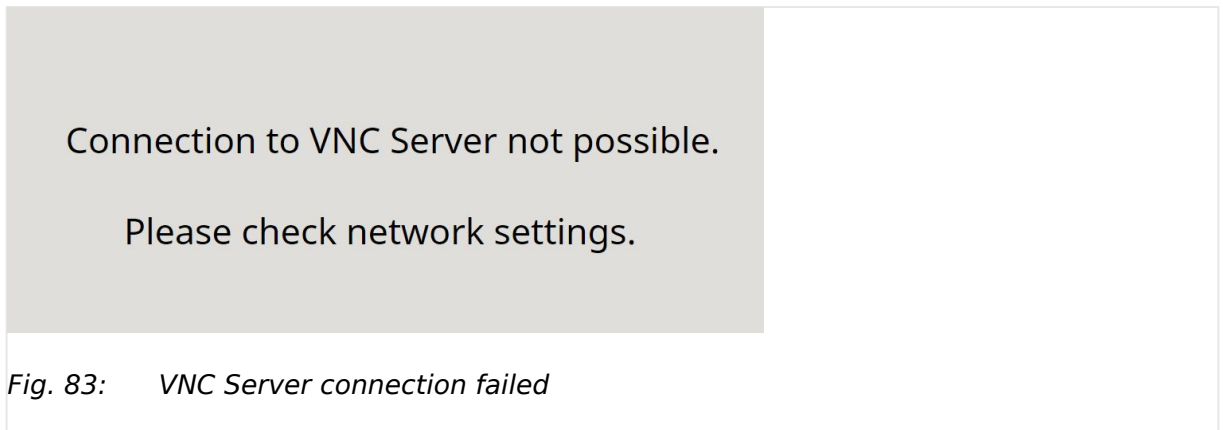 Connection to VNC Server not possible.
Please check network settings.
Fig. 83: VNC Server connection failed